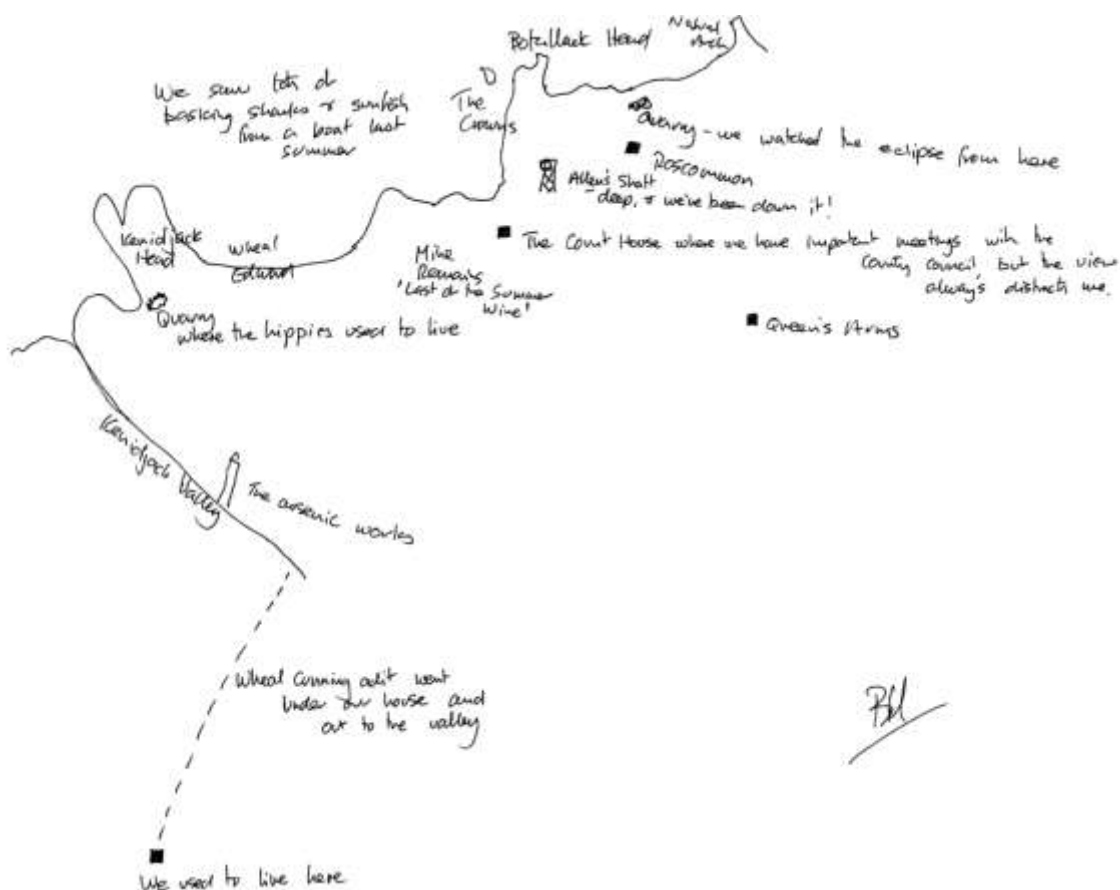 Natural
Arch
Botallack Head
We saw lots of
basking sharks & sunfish
from a boat last
summer
The
Crowns
Quarry - we watched the eclipse from here
Roscommon
Allen's Shaft
- deep, & we've been down it!
Kenidjack
Head
Wheal
Edward
Mine
Remains
'Last of the Summer
Wine'
The Count House where we have important meetings with the
County Council, but the view
always distracts me.
Quarry
where the hippies used to live
Queen's Arms
Kenidjack Valley
The arsenic works
Wheal Cunning adit went
under our house and
out to the valley
We used to live here